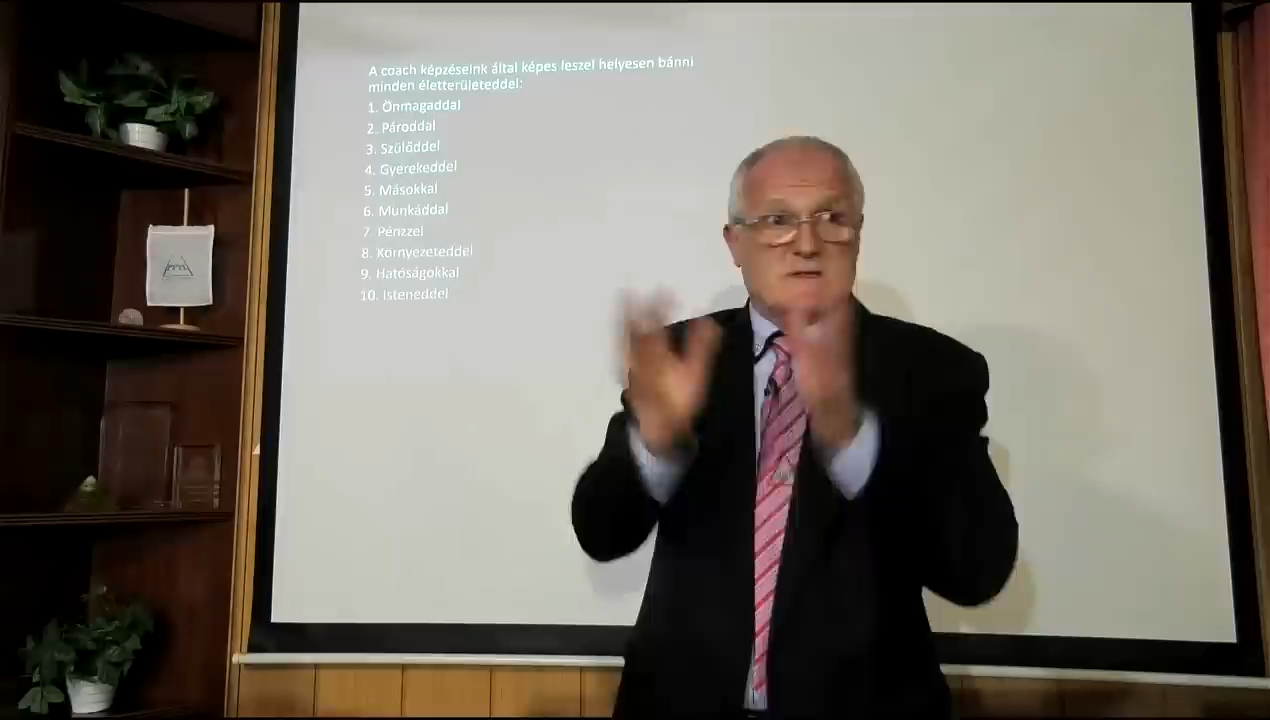 A coach képzéseink által képes leszel helyesen bánni
minden életterületeddel:
1. Önmagaddal
2. Pároddal
3. Szülőddel
4. Gyerekeddel
5. Másokkal
6. Munkáddal
7. Pénzzel
8. Környezeteddel
9. Hatóságokkal
10. Isteneddel